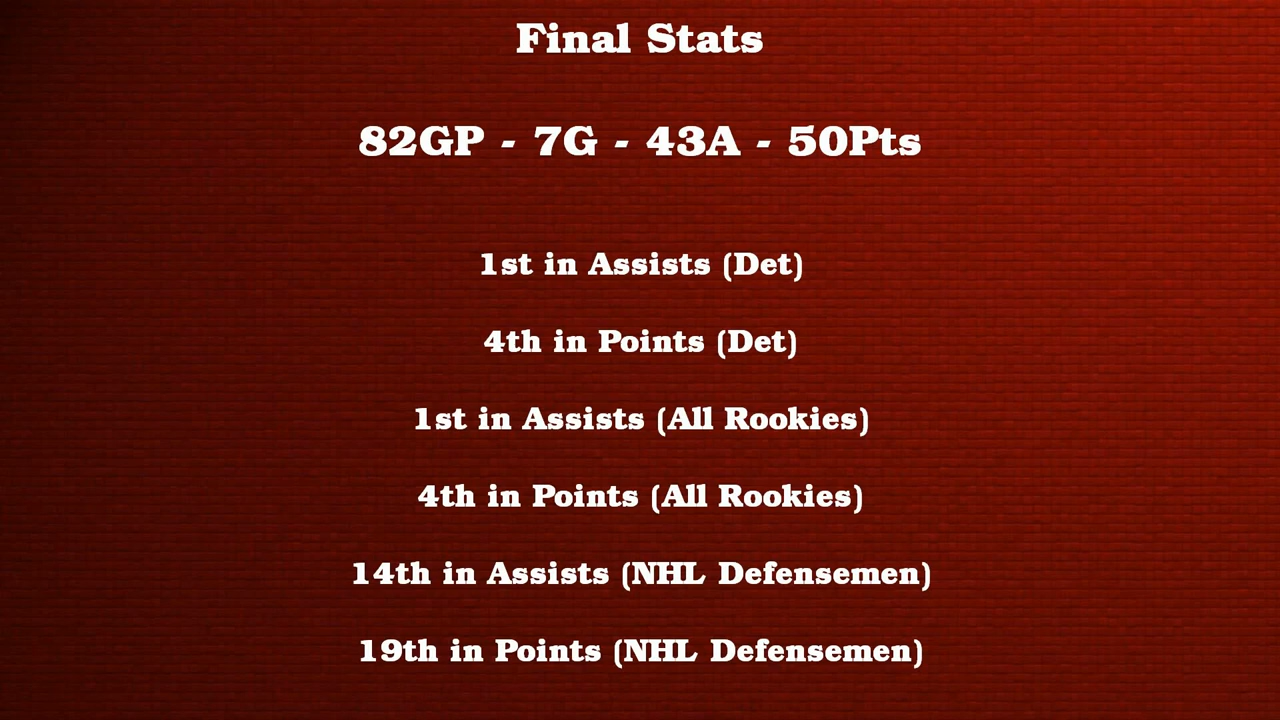 Final Stats
82GP - 7G - 43A - 50Pts
1st in Assists (Det)
4th in Points (Det)
1st in Assists (All Rookies)
4th in Points (All Rookies)
14th in Assists (NHL Defensemen)
19th in Points (NHL Defensemen)